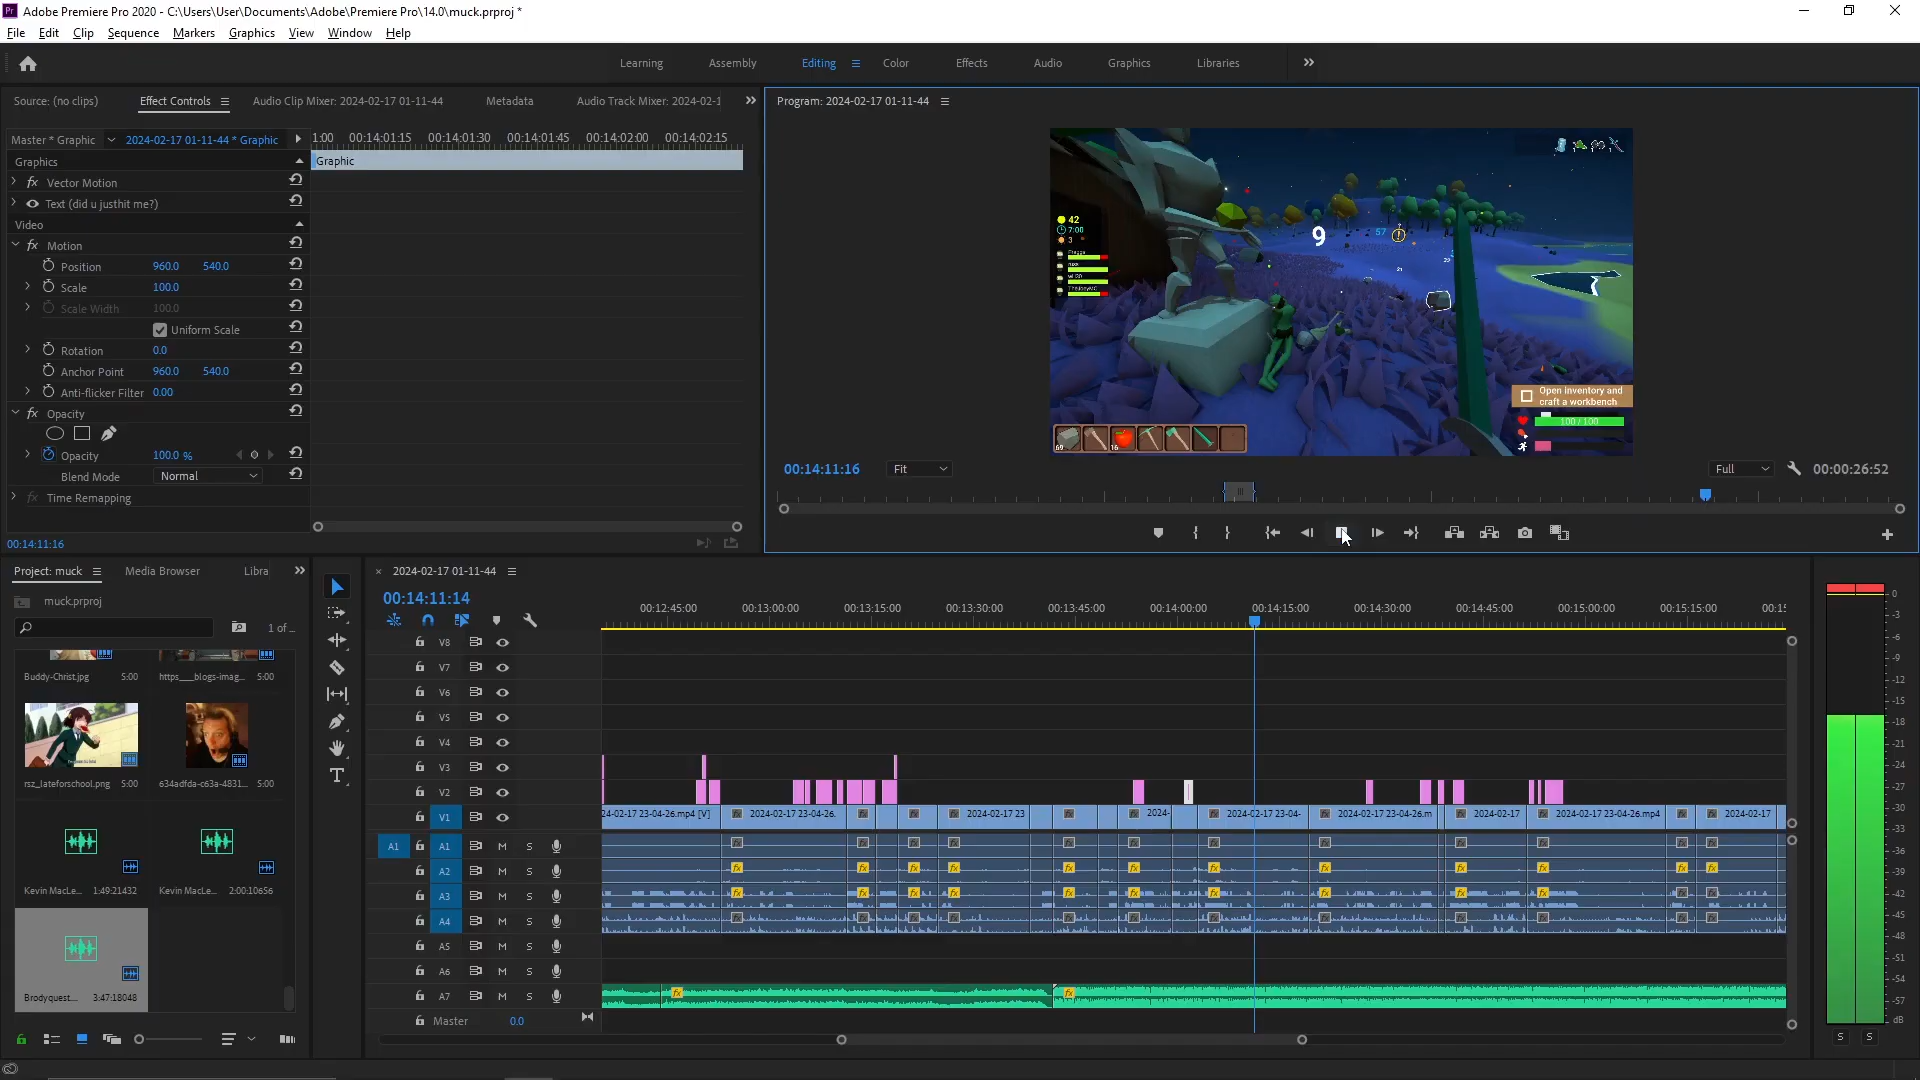 Adobe Premiere Pro 2020 - C:\Users\User\Documents\Adobe\Premiere Pro\14.0\muck.prproj *
File Edit Clip Sequence Markers Graphics View Window Help
Learning Assembly Editing Color Effects Audio Graphics Libraries
Source: (no clips) Effect Controls Audio Clip Mixer: 2024-02-17 01-11-44 Metadata Audio Track Mixer: 2024-02-1
Program: 2024-02-17 01-11-44
Master * Graphic 2024-02-17 01-11-44 * Graphic
1:00 00:14:01:15 00:14:01:30 00:14:01:45 00:14:02:00 00:14:02:15
Graphics
Graphic
Vector Motion
Text (did u justhit me?)
Video
Motion
Position 960.0 540.0
Scale 100.0
Scale Width 100.0
Uniform Scale
Rotation 0.0
Anchor Point 960.0 540.0
Anti-flicker Filter 0.00
Opacity
Opacity 100.0 %
Blend Mode Normal
Time Remapping
00:14:11:16
42
7:00
3
9
57
Open inventory and
craft a workbench
100 / 100
69
16
00:14:11:16 Fit Full 00:00:26:52
Project: muck Media Browser Libra
muck.prproj
1 of ...
Buddy-Christ.jpg 5:00
https___blogs-imag... 5:00
rsz_lateforschool.png 5:00
634adfda-c63a-4831... 5:00
Kevin MacLe... 1:49:21432
Kevin MacLe... 2:00:10656
Brodyquest.... 3:47:18048
2024-02-17 01-11-44
00:14:11:14
00:12:45:00 00:13:00:00 00:13:15:00 00:13:30:00 00:13:45:00 00:14:00:00 00:14:15:00 00:14:30:00 00:14:45:00 00:15:00:00 00:15:15:00 00:15
V8
V7
V6
V5
V4
V3
V2
V1
24-02-17 23-04-26.mp4 [V] 2024-02-17 23-04-26. 2024-02-17 23 2024- 2024-02-17 23-04- 2024-02-17 23-04-26.m 2024-02-17 2024-02-17 23-04-26.mp4 2024-02-17
A1 A1 M S
A2 M S
A3 M S
A4 M S
A5 M S
A6 M S
A7 M S
Master 0.0
0
-3
-6
-9
-12
-15
-18
-21
-24
-27
-30
-33
-36
-39
-42
-45
-48
-51
-54
-57
dB
S S